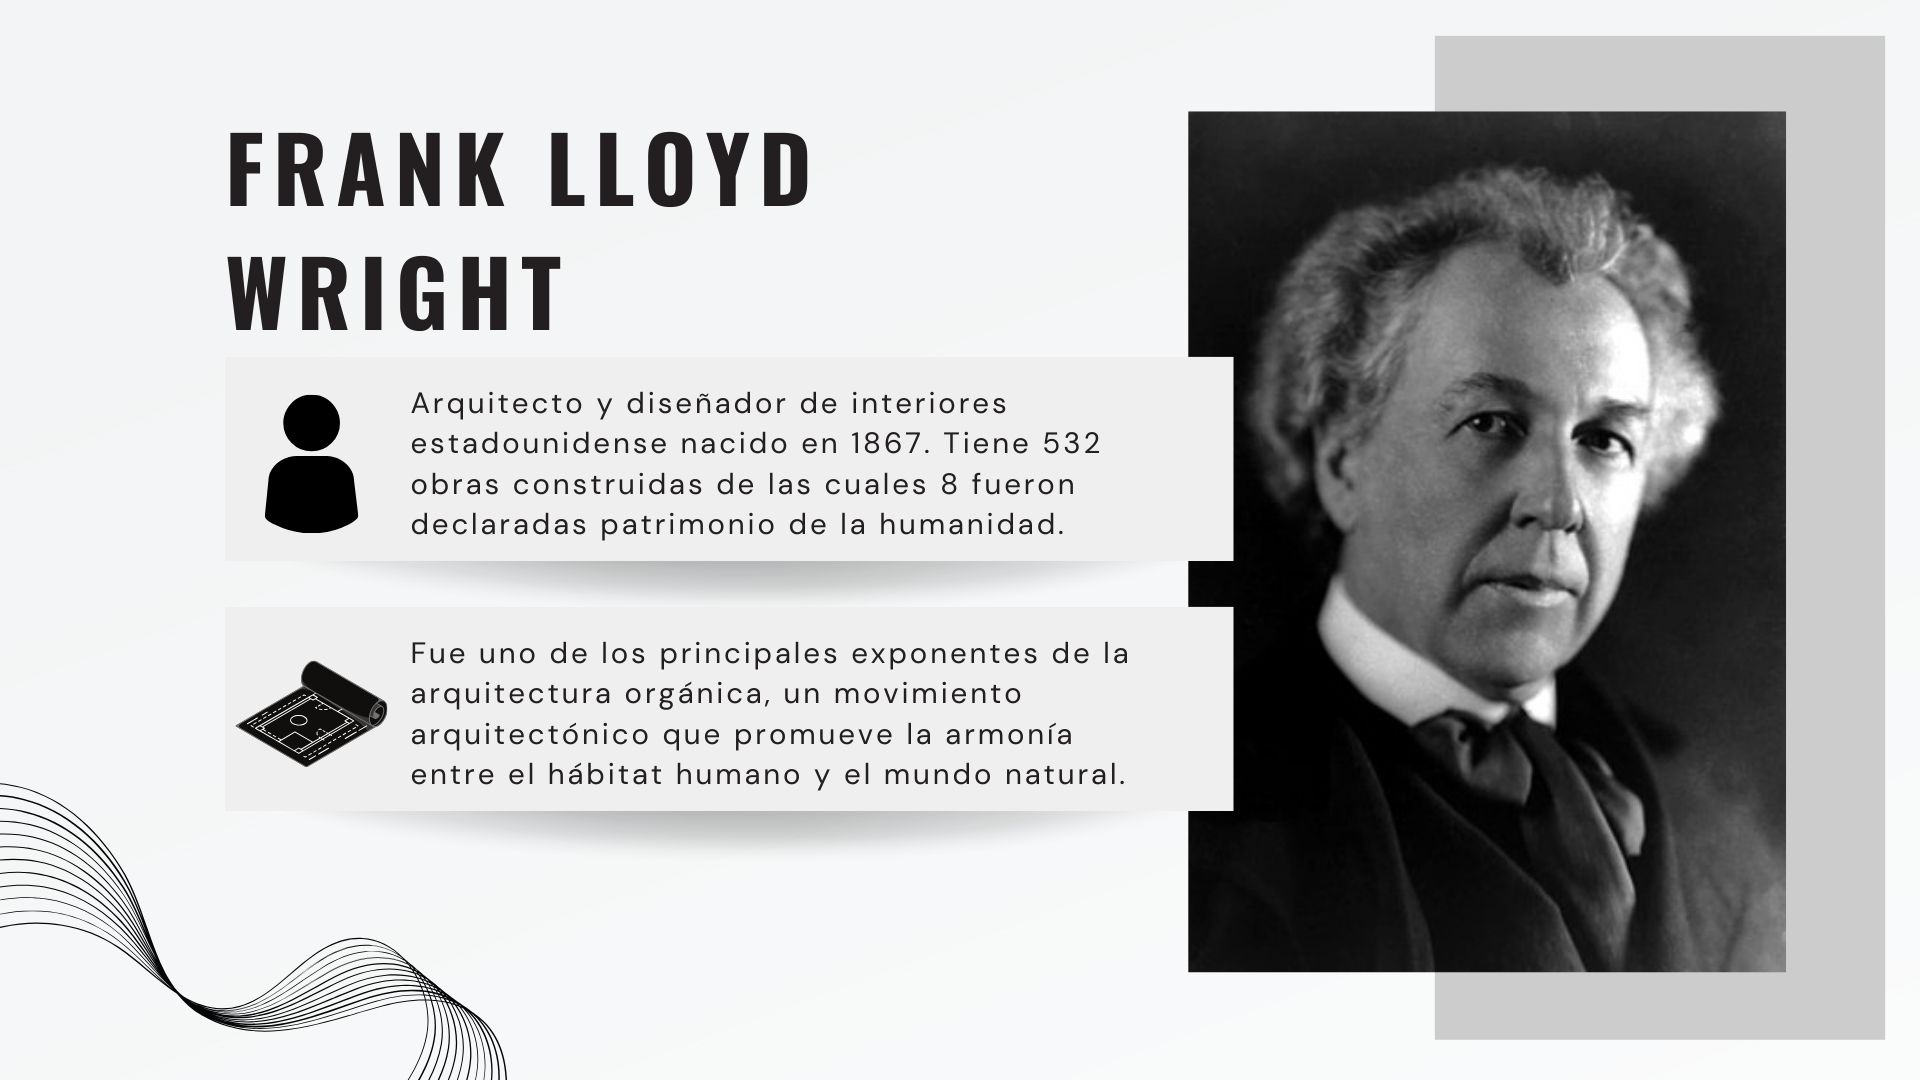 FRANK LLOYD
WRIGHT
Arquitecto y diseñador de interiores
estadounidense nacido en 1867. Tiene 532
obras construidas de las cuales 8 fueron
declaradas patrimonio de la humanidad.
Fue uno de los principales exponentes de la
arquitectura orgánica, un movimiento
arquitectónico que promueve la armonía
entre el hábitat humano y el mundo natural.